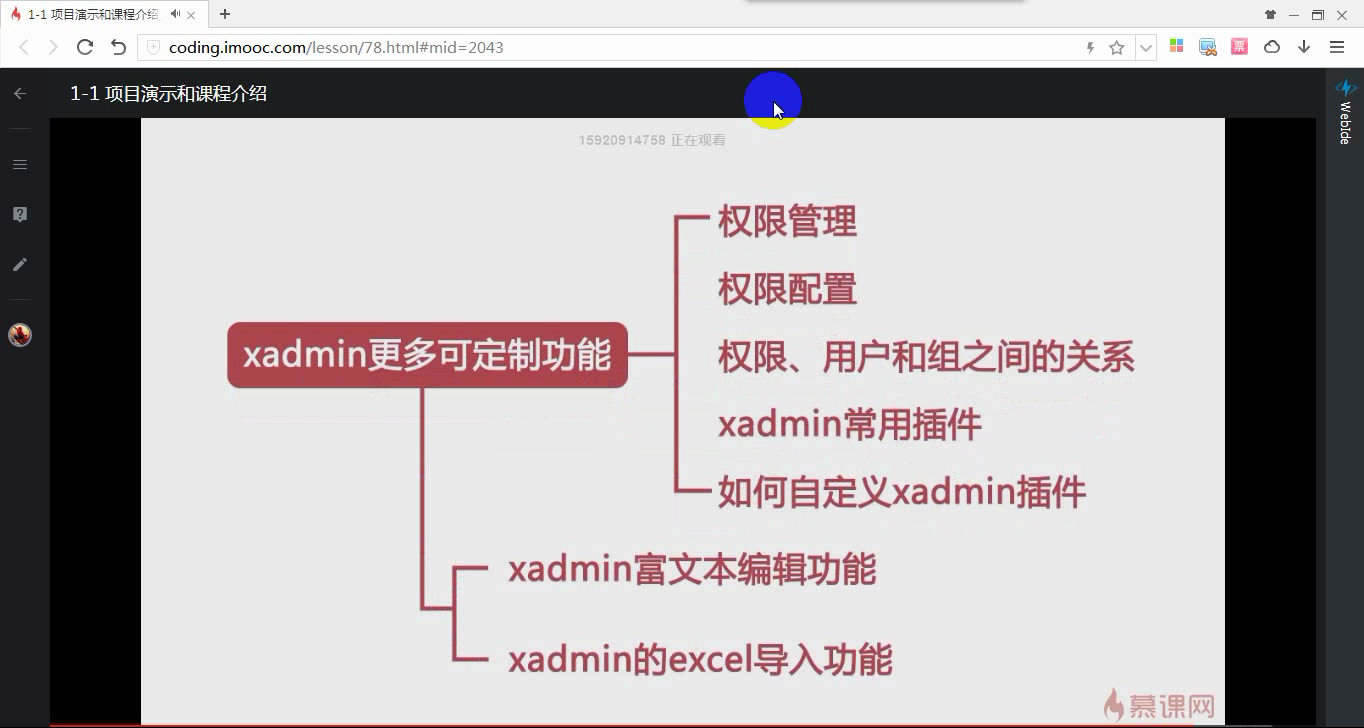 1-1 项目演示和课程介绍
coding.imooc.com/lesson/78.html#mid=2043
票
1-1 项目演示和课程介绍
WebIde
15920914758 正在观看
权限管理
权限配置
xadmin更多可定制功能
权限、用户和组之间的关系
xadmin常用插件
如何自定义xadmin插件
xadmin富文本编辑功能
xadmin的excel导入功能
慕课网